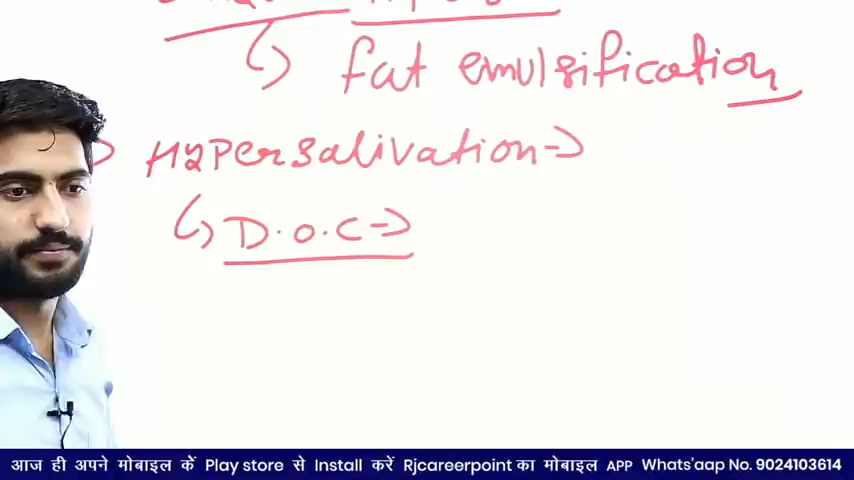 fat emulsification
Hypersalivation→
D.O.C→
आज ही अपने मोबाइल कें Play store से Install करें Rjcareerpoint का मोबाइल APP Whats'aap No. 9024103614